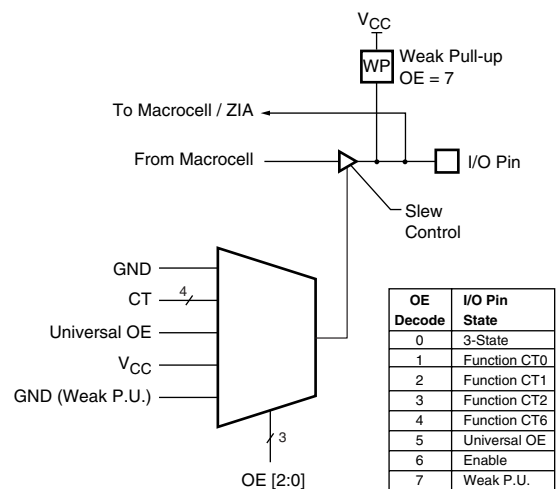 VCC
WP
Weak Pull-up
OE = 7
To Macrocell / ZIA
From Macrocell
I/O Pin
Slew
Control
GND
CT
4
Universal OE
VCC
GND (Weak P.U.)
3
OE [2:0]
OE Decode I/O Pin State
0 3-State
1 Function CT0
2 Function CT1
3 Function CT2
4 Function CT6
5 Universal OE
6 Enable
7 Weak P.U.